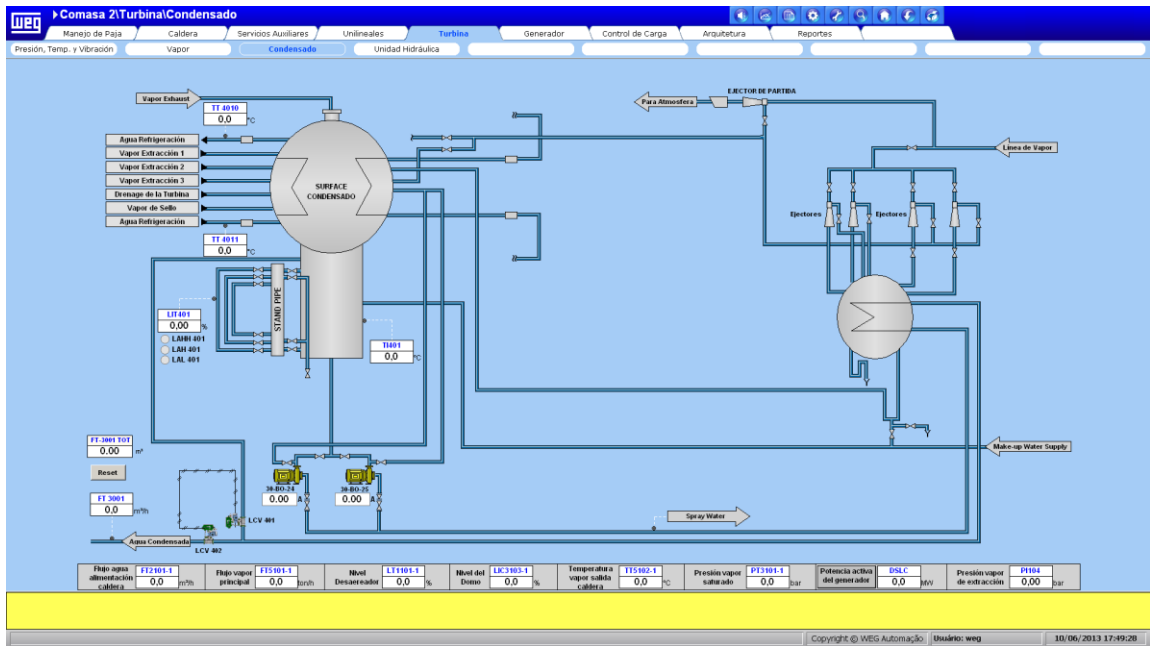 Comasa 2\Turbina\Condensado
weg
Manejo de Paja
Caldera
Servicios Auxiliares
Unilineales
Turbina
Generador
Control de Carga
Arquitetura
Reportes
Presión, Temp. y Vibración
Vapor
Condensado
Unidad Hidráulica
Vapor Exhaust
TT 4010
0,0 °C
Agua Refrigeración
Vapor Extracción 1
Vapor Extracción 2
Vapor Extracción 3
Drenage de la Turbina
Vapor de Sello
Agua Refrigeración
TT 4011
0,0 °C
SURFACE
CONDENSADO
Para Atmosfera
EJECTOR DE PARTIDA
Linea de Vapor
Ejectores
Ejectores
STAND PIPE
LIT401
0,00 %
LAHH 401
LAH 401
LAL 401
TI401
0,0 °C
FT-3001 TOT
0.00 m³
Reset
FT 3001
0,0 m³/h
LCV 401
Agua Condensada
LCV 402
30-BO-24
0.00 A
30-BO-25
0.00 A
Make-up Water Supply
Spray Water
Flujo agua
alimentación
caldera
FT2101-1
0,0 m³/h
Flujo vapor
principal
FT5101-1
0,0 ton/h
Nivel
Desaereador
LT1101-1
0,0 %
Nivel del
Domo
LIC3103-1
0,0 %
Temperatura
vapor salida
caldera
TT5102-1
0,0 °C
Presión vapor
saturado
PT3101-1
0,0 bar
Potencia activa
del generador
DSLC
0,0 MW
Presión vapor
de extracción
PI104
0,00 bar
Copyright © WEG Automação
Usuário: weg
10/06/2013 17:49:28